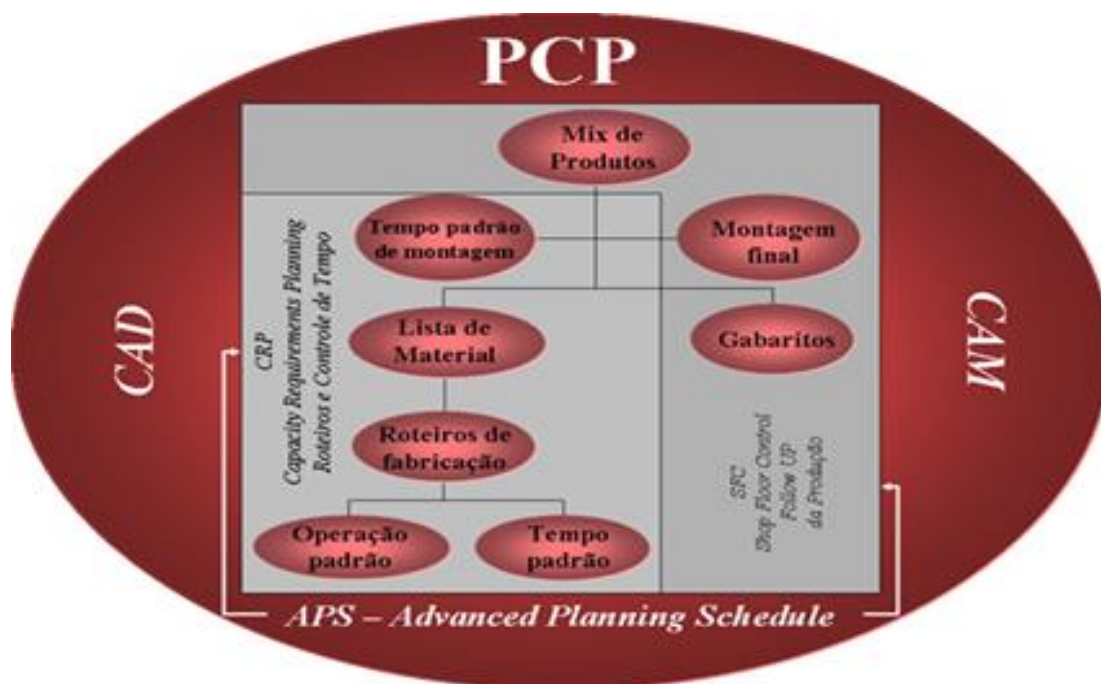 PCP
Mix de
Produtos
Tempo padrão
de montagem
Montagem
final
Lista de
Material
Gabaritos
Roteiros de
fabricação
Operação
padrão
Tempo
padrão
CAD
CRP
Capacity Requirements Planning
Roteiros e Controle de Tempo
SFC
Shop Floor Control
Follow UP
da Produção
CAM
APS – Advanced Planning Schedule